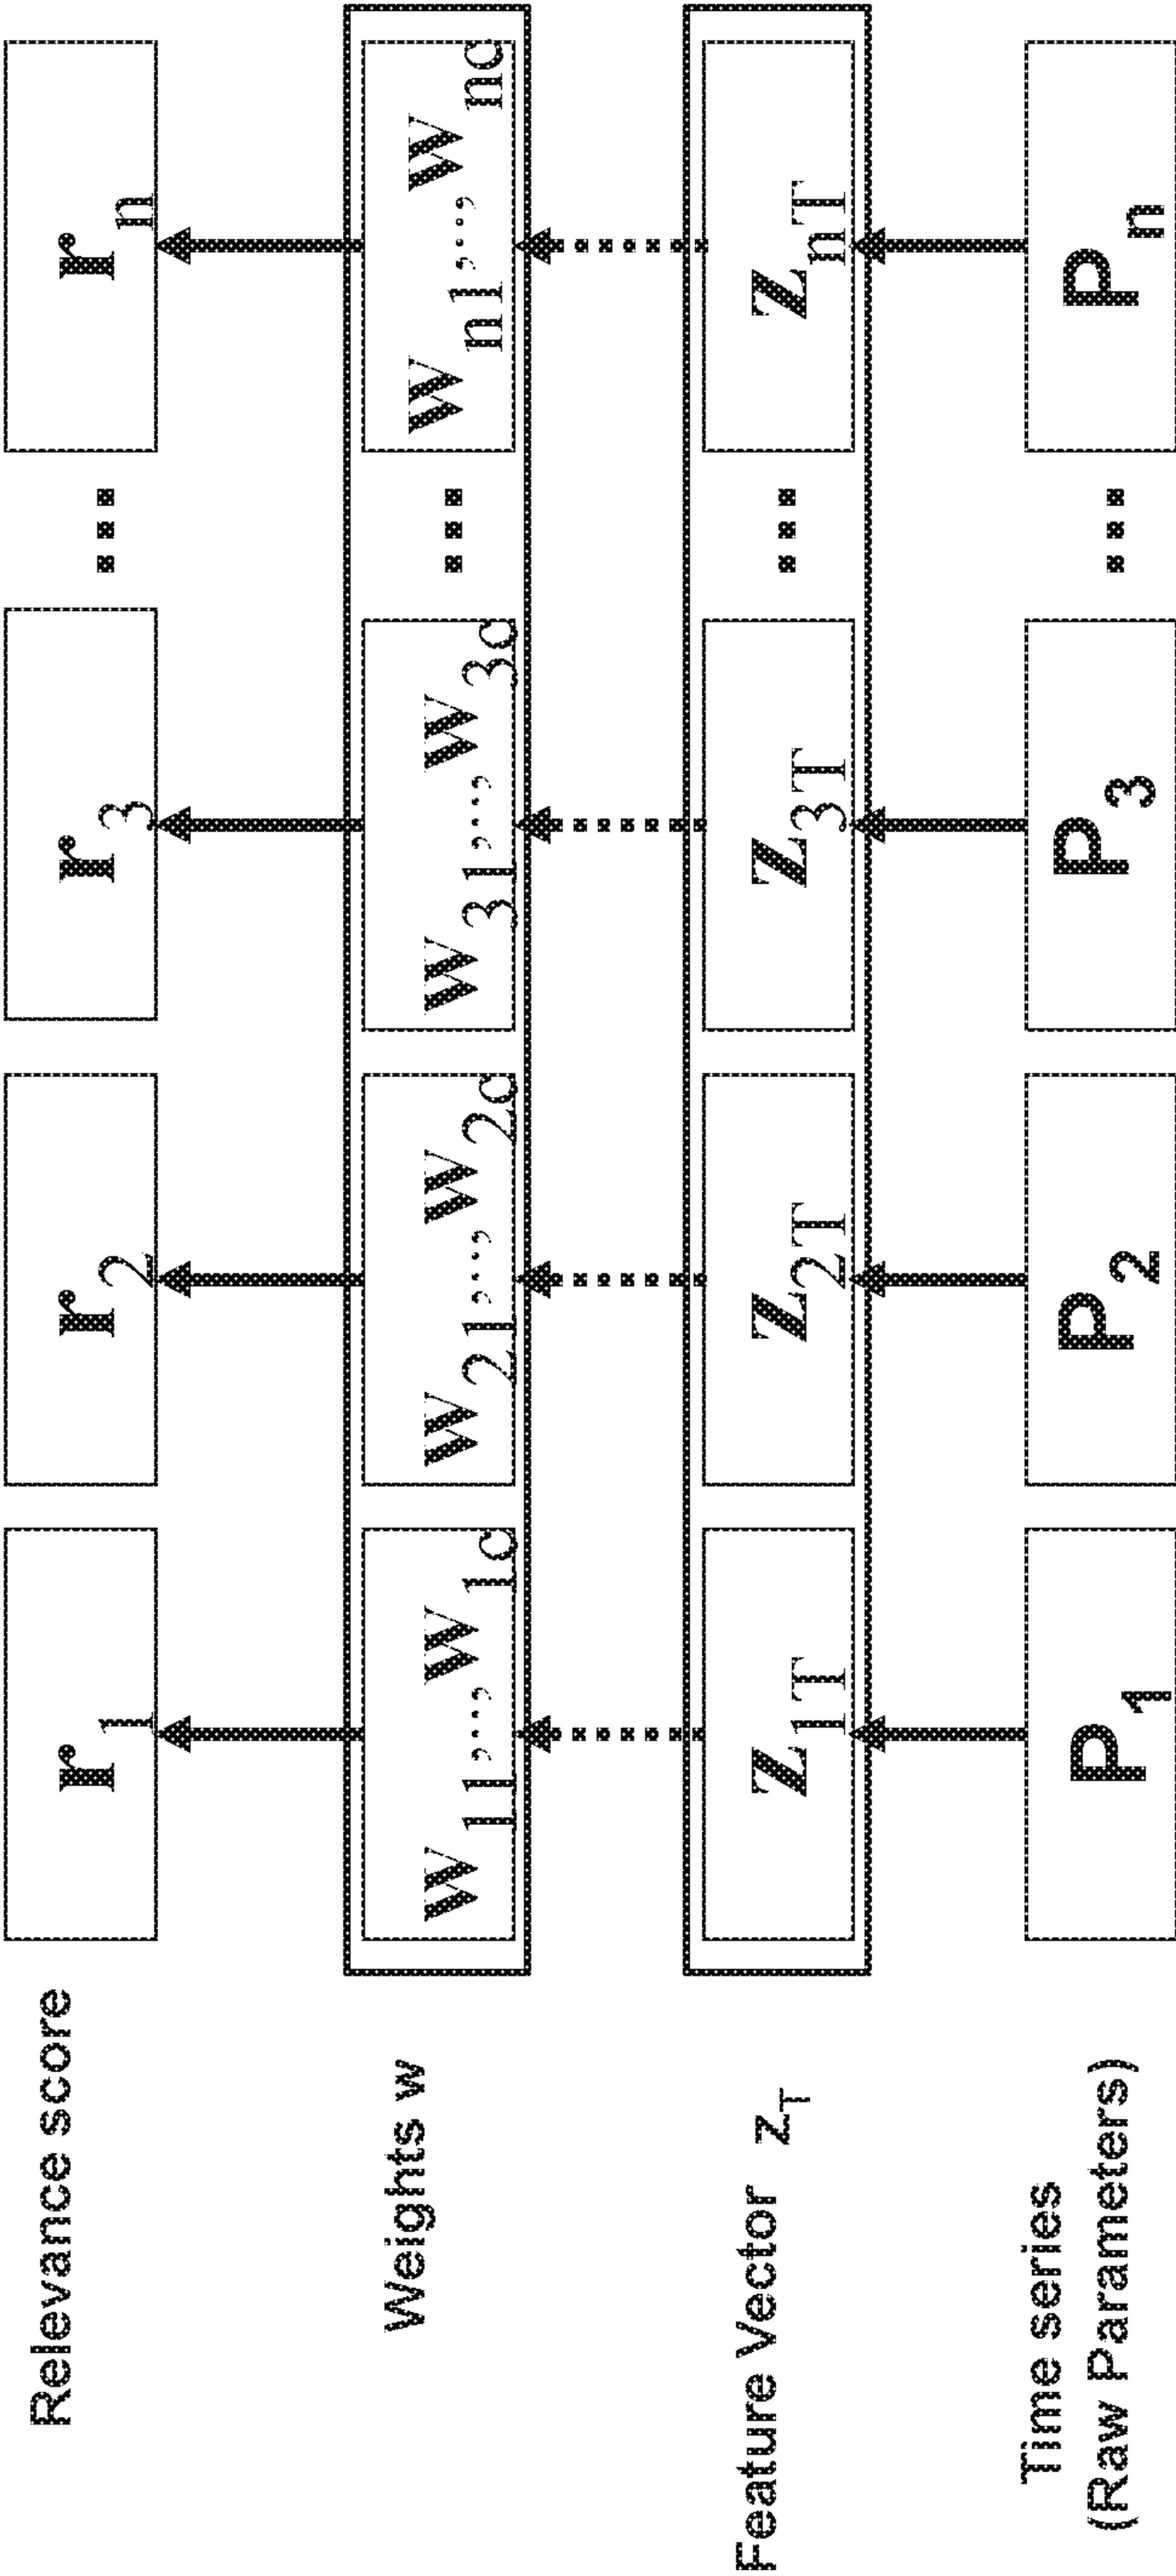 Relevance score r1 r2 r3 ... rn
Weights w w11,..., w1c w21,..., w2c w31,..., w3c ... wn1,..., wnc
Feature Vector zT z1T z2T z3T ... znT
Time series
(Raw Parameters) P1 P2 P3 ... Pn